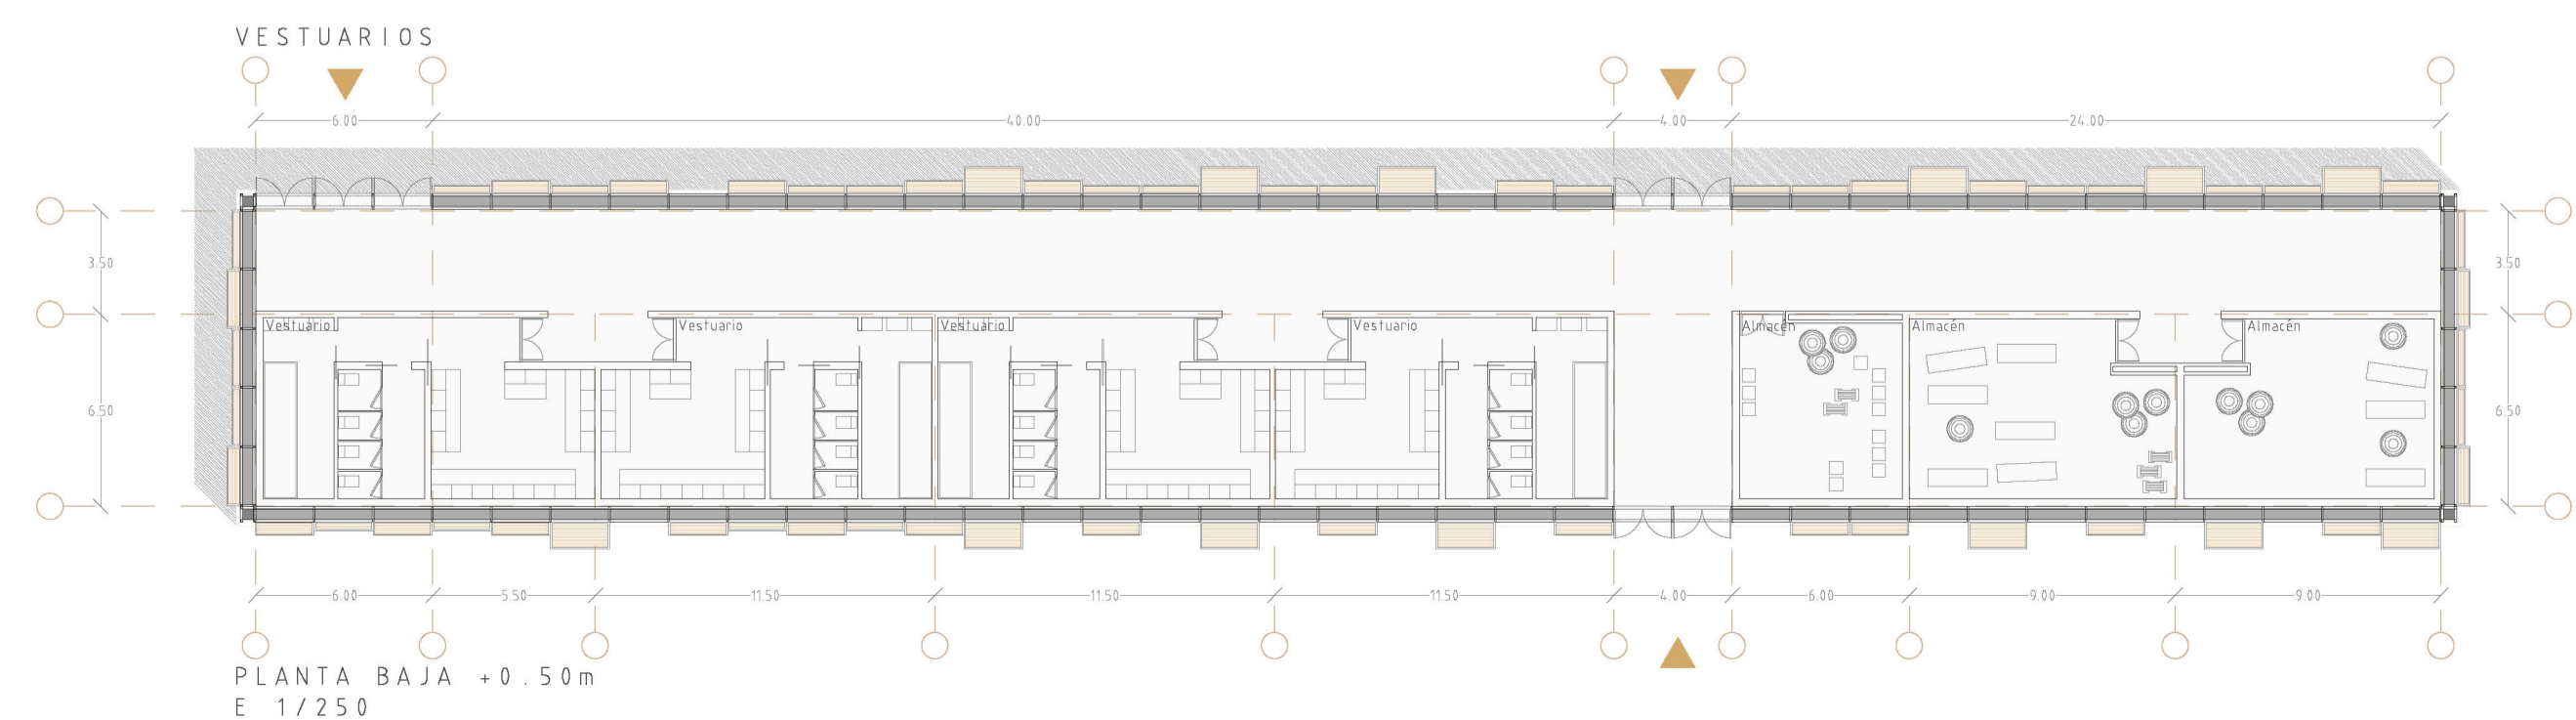 VESTUARIOS
6.00 40.00 4.00 24.00
3.50 3.50
Vestuario Vestuario Vestuario Vestuario Almacén Almacén Almacén
6.50 6.50
6.00 5.50 11.50 11.50 11.50 4.00 6.00 9.00 9.00
PLANTA BAJA +0.50m
E 1/250